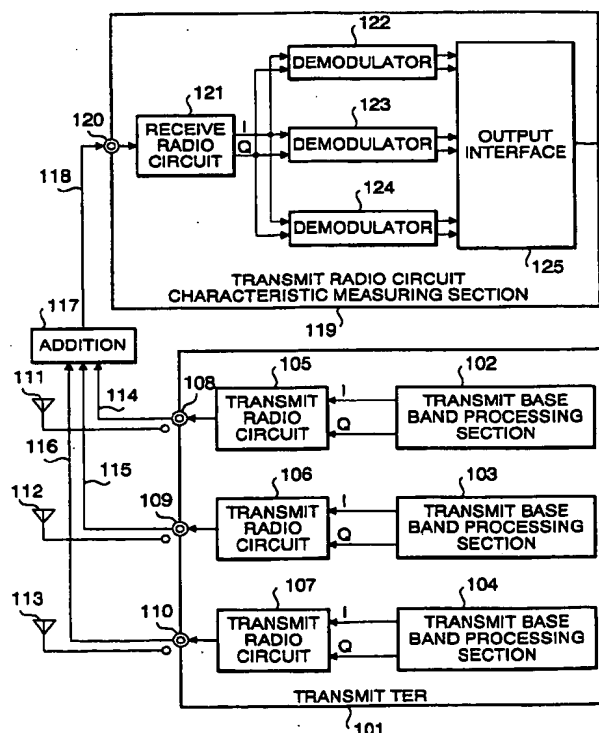 122
DEMODULATOR
121
120
RECEIVE
RADIO
CIRCUIT
I
Q
123
DEMODULATOR
OUTPUT
INTERFACE
118
124
DEMODULATOR
125
TRANSMIT RADIO CIRCUIT
CHARACTERISTIC MEASURING SECTION
119
117
ADDITION
111
114
108
105
TRANSMIT
RADIO
CIRCUIT
I
Q
102
TRANSMIT BASE
BAND PROCESSING
SECTION
116
115
112
109
106
TRANSMIT
RADIO
CIRCUIT
I
Q
103
TRANSMIT BASE
BAND PROCESSING
SECTION
113
110
107
TRANSMIT
RADIO
CIRCUIT
I
Q
104
TRANSMIT BASE
BAND PROCESSING
SECTION
TRANSMIT TER
101